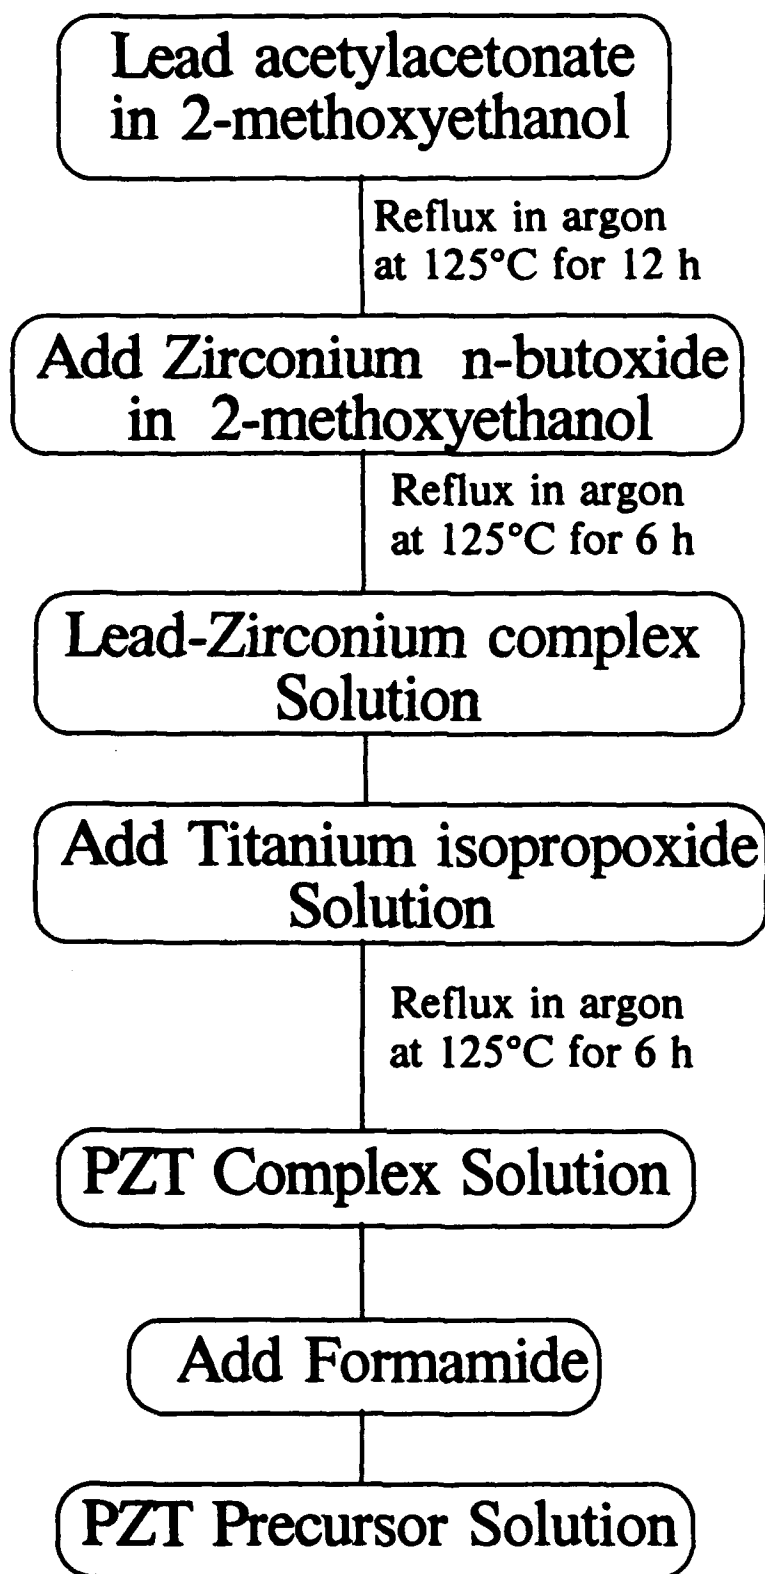 Lead acetylacetonate
in 2-methoxyethanol
Reflux in argon
at 125°C for 12 h
Add Zirconium n-butoxide
in 2-methoxyethanol
Reflux in argon
at 125°C for 6 h
Lead-Zirconium complex
Solution
Add Titanium isopropoxide
Solution
Reflux in argon
at 125°C for 6 h
PZT Complex Solution
Add Formamide
PZT Precursor Solution